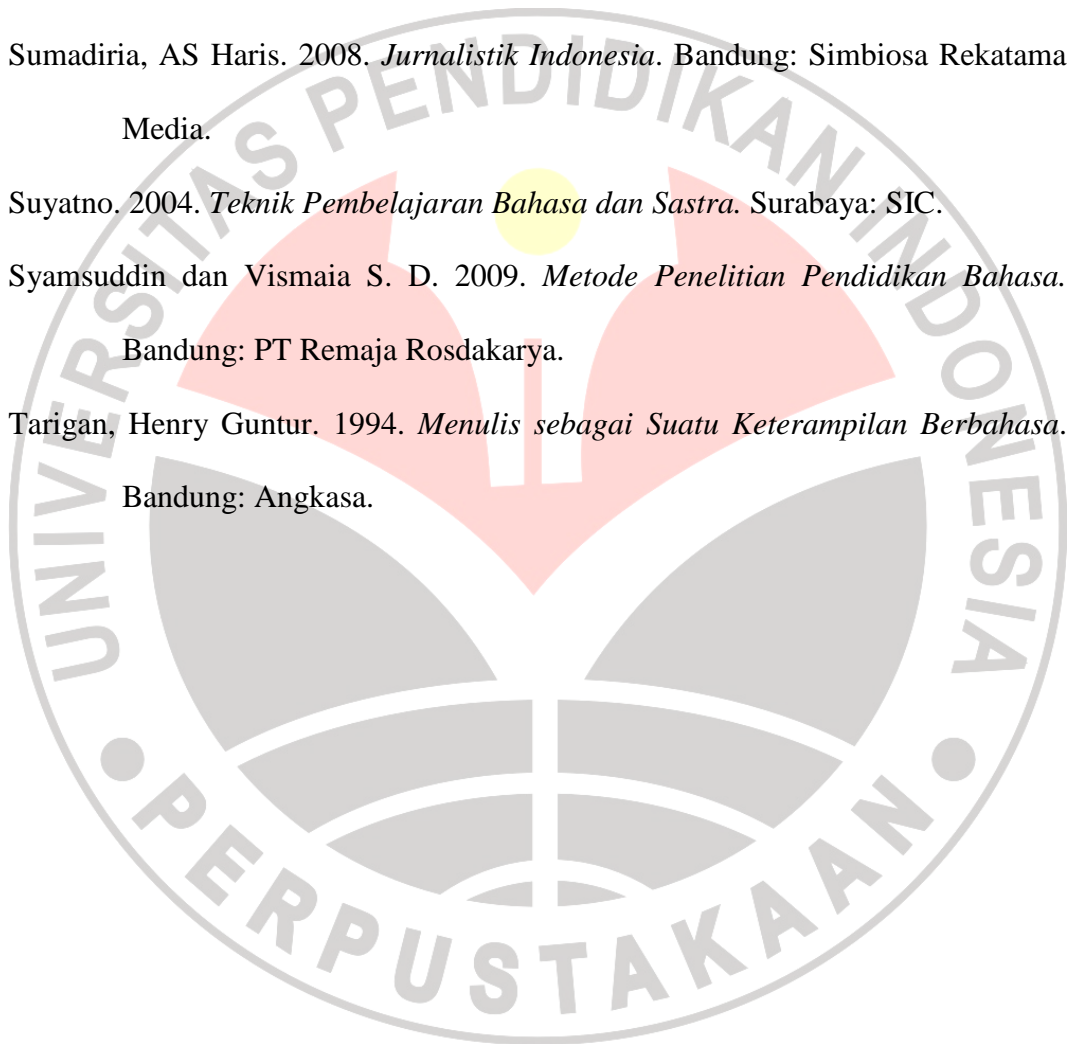 Sumadiria, AS Haris. 2008. Jurnalistik Indonesia. Bandung: Simbiosa Rekatama
Media.
Suyatno. 2004. Teknik Pembelajaran Bahasa dan Sastra. Surabaya: SIC.
Syamsuddin dan Vismaia S. D. 2009. Metode Penelitian Pendidikan Bahasa.
Bandung: PT Remaja Rosdakarya.
Tarigan, Henry Guntur. 1994. Menulis sebagai Suatu Keterampilan Berbahasa.
Bandung: Angkasa.
UNIVERSITAS PENDIDIKAN INDONESIA
PERPUSTAKAAN